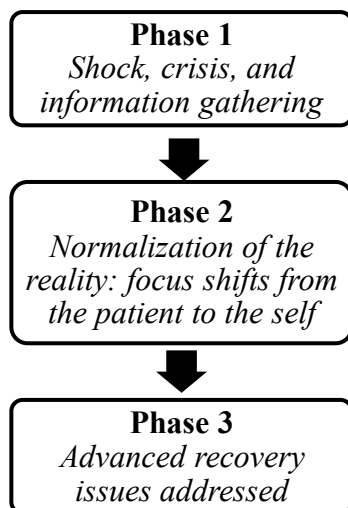 Phase 1
Shock, crisis, and
information gathering
Phase 2
Normalization of the
reality: focus shifts from
the patient to the self
Phase 3
Advanced recovery
issues addressed